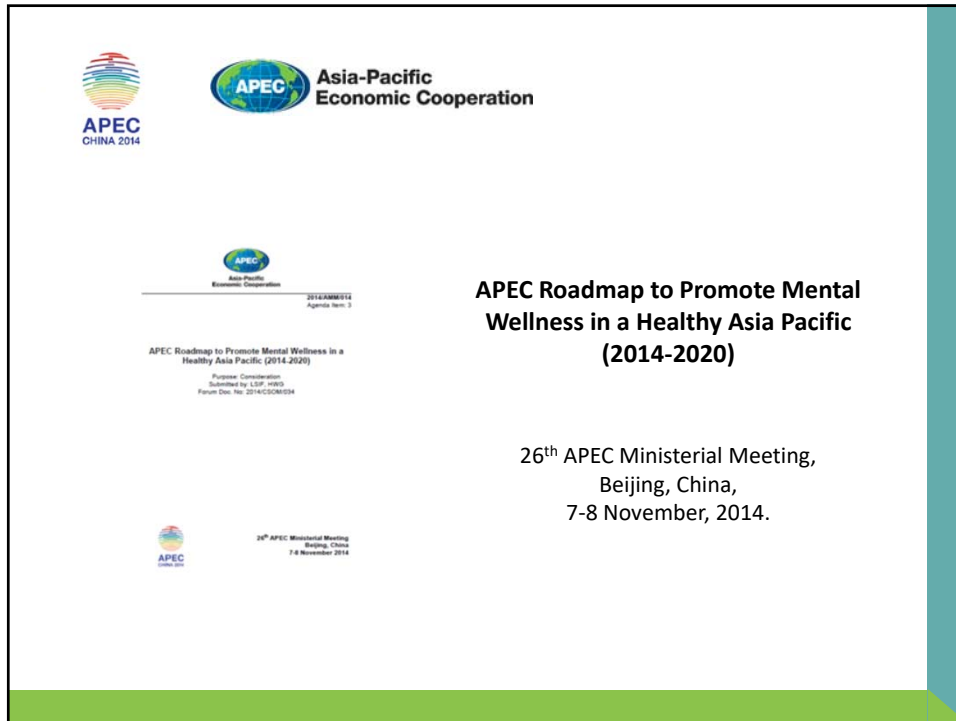 APEC
CHINA 2014
APEC
Asia-Pacific
Economic Cooperation
APEC
Asia-Pacific
Economic Cooperation
2014/AMM/014
Agenda Item: 3
APEC Roadmap to Promote Mental Wellness in a
Healthy Asia Pacific (2014-2020)
Purpose: Consideration
Submitted by: LSIF, HWG
Forum Doc. No: 2014/CSOM/034
APEC
CHINA 2014
26th APEC Ministerial Meeting
Beijing, China
7-8 November 2014
APEC Roadmap to Promote Mental
Wellness in a Healthy Asia Pacific
(2014-2020)
26th APEC Ministerial Meeting,
Beijing, China,
7-8 November, 2014.